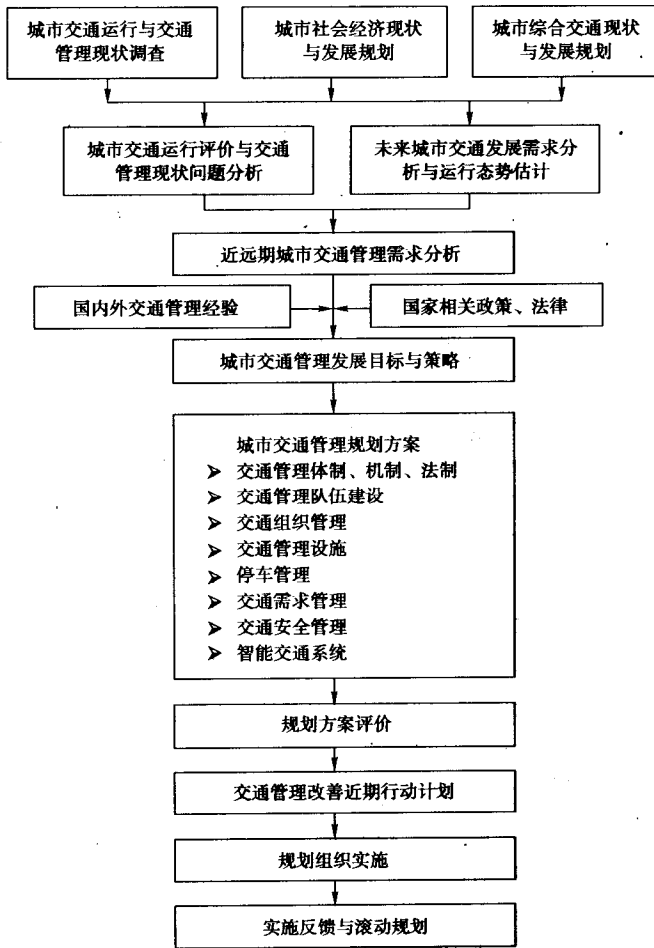 城市交通运行与交通
管理现状调查
城市社会经济现状
与发展规划
城市综合交通现状
与发展规划
城市交通运行评价与交通
管理现状问题分析
未来城市交通发展需求分
析与运行态势估计
近远期城市交通管理需求分析
国内外交通管理经验
国家相关政策、法律
城市交通管理发展目标与策略
城市交通管理规划方案
➢ 交通管理体制、机制、法制
➢ 交通管理队伍建设
➢ 交通组织管理
➢ 交通管理设施
➢ 停车管理
➢ 交通需求管理
➢ 交通安全管理
➢ 智能交通系统
规划方案评价
交通管理改善近期行动计划
规划组织实施
实施反馈与滚动规划